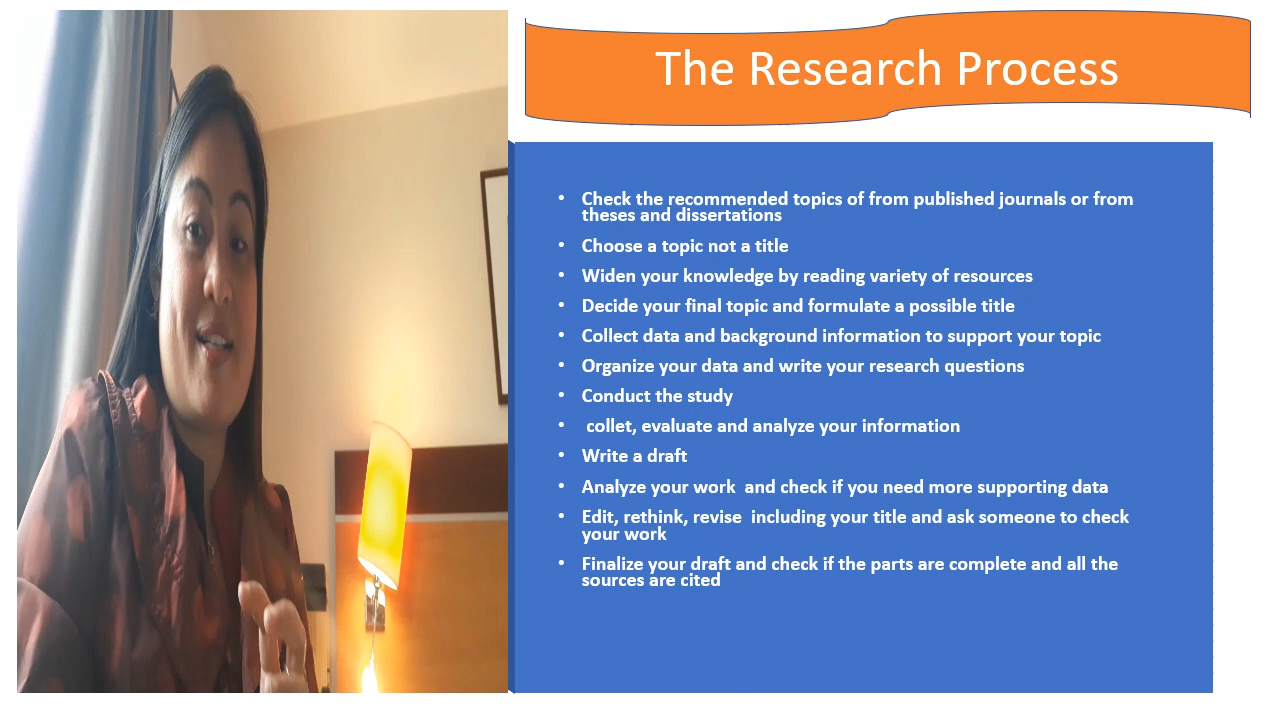 The Research Process
• Check the recommended topics of from published journals or from
theses and dissertations
• Choose a topic not a title
• Widen your knowledge by reading variety of resources
• Decide your final topic and formulate a possible title
• Collect data and background information to support your topic
• Organize your data and write your research questions
• Conduct the study
• collet, evaluate and analyze your information
• Write a draft
• Analyze your work  and check if you need more supporting data
• Edit, rethink, revise  including your title and ask someone to check
your work
• Finalize your draft and check if the parts are complete and all the
sources are cited